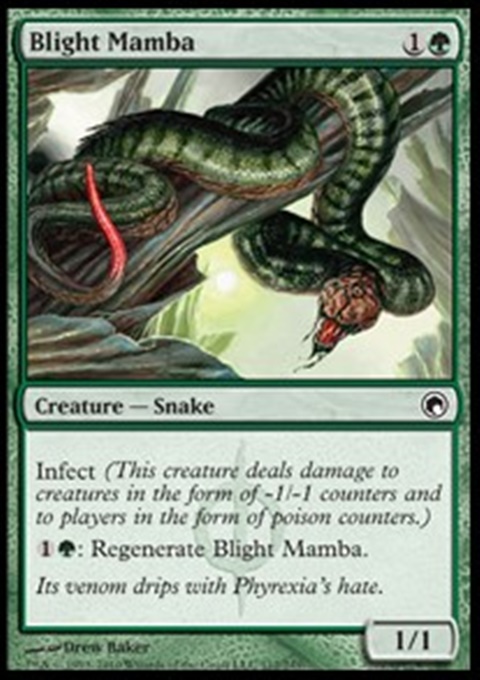 Blight Mamba 1
Creature — Snake
Infect (This creature deals damage to
creatures in the form of -1/-1 counters and
to players in the form of poison counters.)
1 : Regenerate Blight Mamba.
Its venom drips with Phyrexia's hate.
Drew Baker
1/1